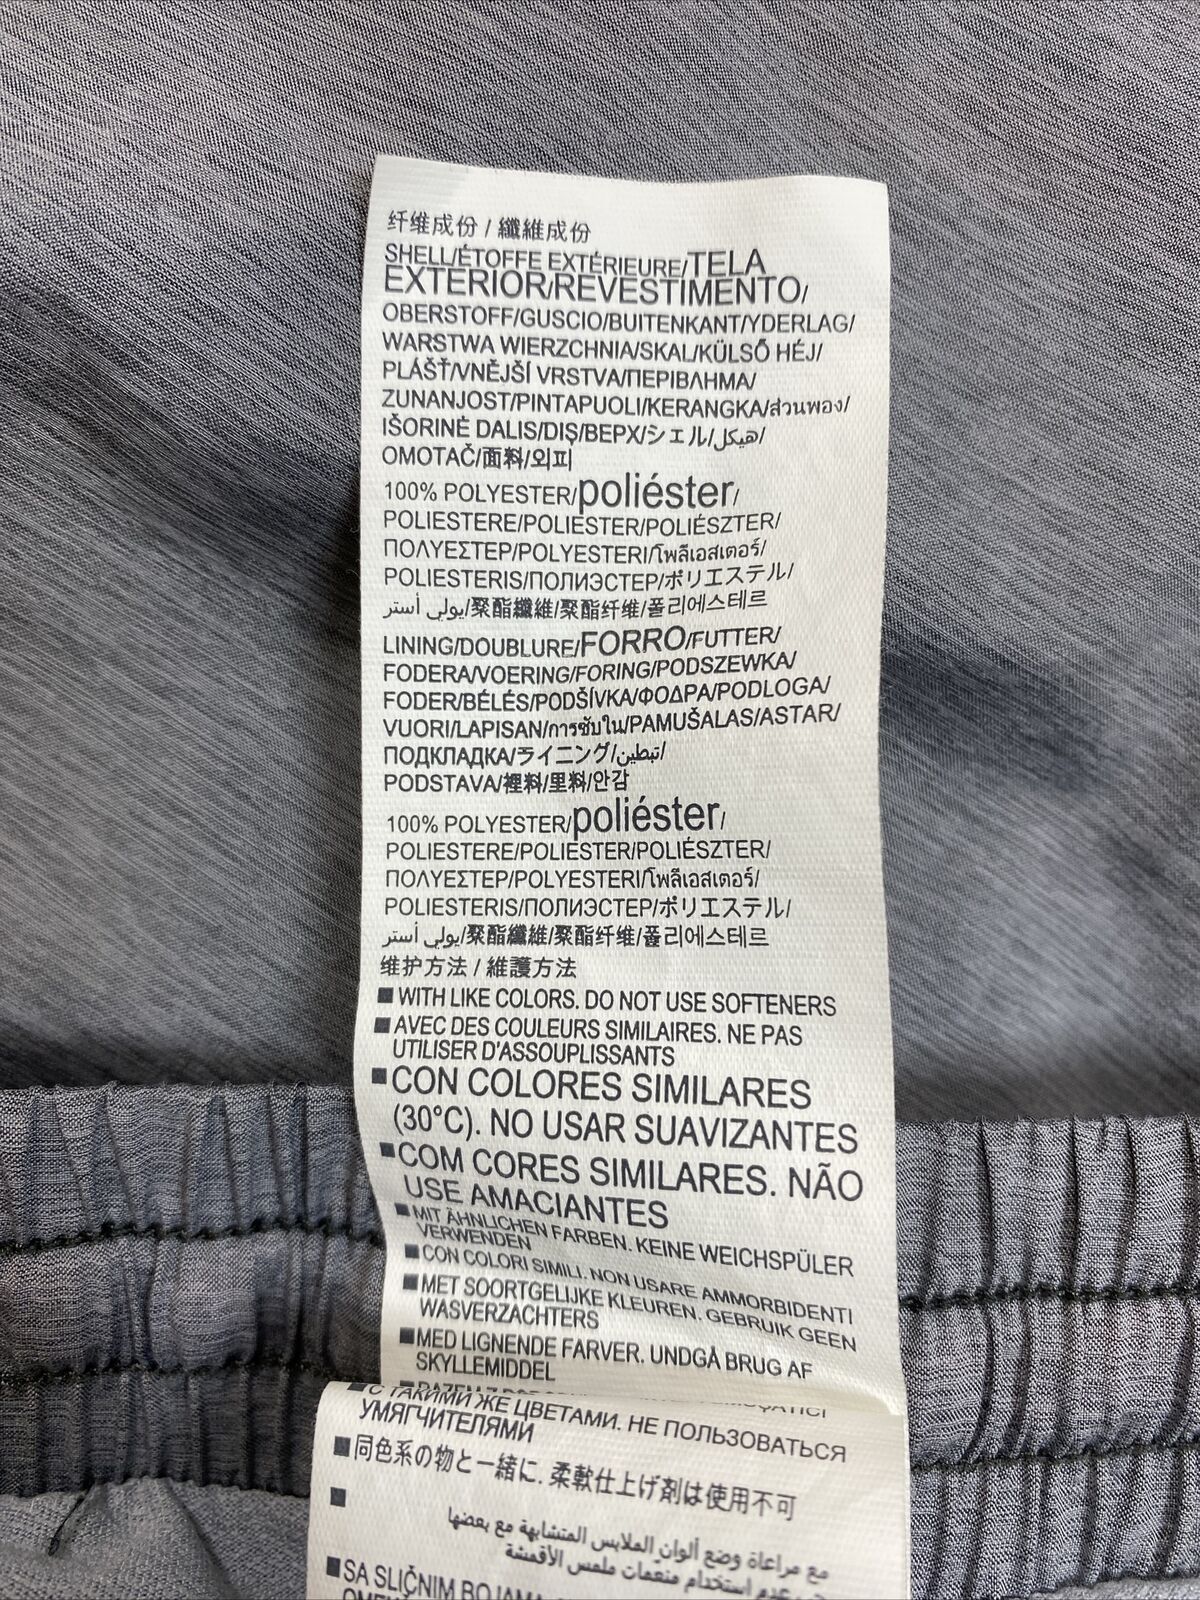 纤维成份 / 纖維成份
SHELL/ÉTOFFE EXTÉRIEURE/TELA
EXTERIOR/REVESTIMENTO/
OBERSTOFF/GUSCIO/BUITENKANT/YDERLAG/
WARSTWA WIERZCHNIA/SKAL/KÜLSŐ HÉJ/
PLÁŠŤ/VNĚJŠÍ VRSTVA/ΠΕΡΙΒΛΗΜΑ/
ZUNANJOST/PINTAPUOLI/KERANGKA/ส่วนพอง/
IŠORINĖ DALIS/DIŞ/ВЕРХ/シェル/هيكل/
OMOTAČ/面料/외피
100% POLYESTER/poliéster/
POLIESTERE/POLIESTER/POLIÉSZTER/
ΠΟΛΥΕΣΤΕΡ/POLYESTERI/โพลีเอสเตอร์/
POLIESTERIS/ПОЛИЭСТЕР/ポリエステル/
يولي أستر/聚酯纖維/聚酯纤维/폴리에스테르
LINING/DOUBLURE/FORRO/FUTTER/
FODERA/VOERING/FORING/PODSZEWKA/
FODER/BÉLÉS/PODŠÍVKA/ΦΟΔΡΑ/PODLOGA/
VUORI/LAPISAN/การซับใน/PAMUŠALAS/ASTAR/
ПОДКЛАДКА/ライニング/تبطين/
PODSTAVA/裡料/里料/안감
100% POLYESTER/poliéster/
POLIESTERE/POLIESTER/POLIÉSZTER/
ΠΟΛΥΕΣΤΕΡ/POLYESTERI/โพลีเอสเตอร์/
POLIESTERIS/ПОЛИЭСТЕР/ポリエステル/
يولي أستر/聚酯纖維/聚酯纤维/폴리에스테르
维护方法 / 維護方法
■ WITH LIKE COLORS. DO NOT USE SOFTENERS
■ AVEC DES COULEURS SIMILAIRES. NE PAS
UTILISER D'ASSOUPLISSANTS
■ CON COLORES SIMILARES
(30°C). NO USAR SUAVIZANTES
■ COM CORES SIMILARES. NÃO
USE AMACIANTES
■ MIT ÄHNLICHEN FARBEN. KEINE WEICHSPÜLER
VERWENDEN
■ CON COLORI SIMILI. NON USARE AMMORBIDENTI
■ MET SOORTGELIJKE KLEUREN. GEBRUIK GEEN
WASVERZACHTERS
■ MED LIGNENDE FARVER. UNDGÅ BRUG AF
SKYLLEMIDDEL
■ С ТАКИМИ ЖЕ ЦВЕТАМИ. НЕ ПОЛЬЗОВАТЬСЯ
УМЯГЧИТЕЛЯМИ
■ 同色系の物と一緒に. 柔軟仕上げ剤は使用不可
■ مع مراعاة وضع ألوان الملابس المتشابهة مع بعضها
استخدام منعمات ملمس الأقمشة
■ SA SLIČNIM BOJAMA